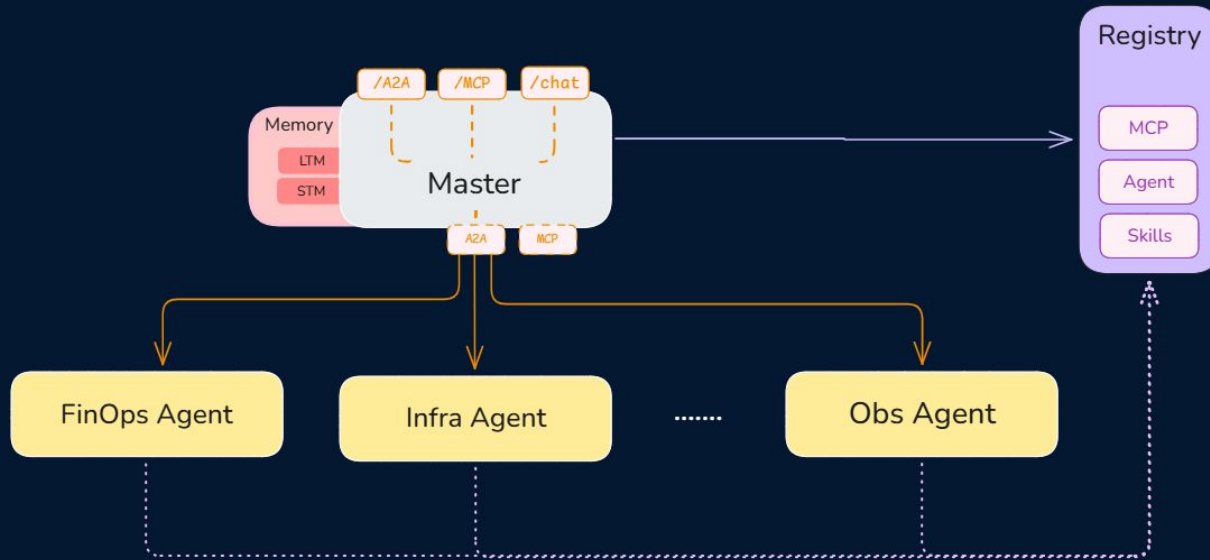 Registry
/A2A
/MCP
/chat
Memory
LTM
STM
Master
MCP
Agent
Skills
A2A
MCP
FinOps Agent
Infra Agent
.......
Obs Agent